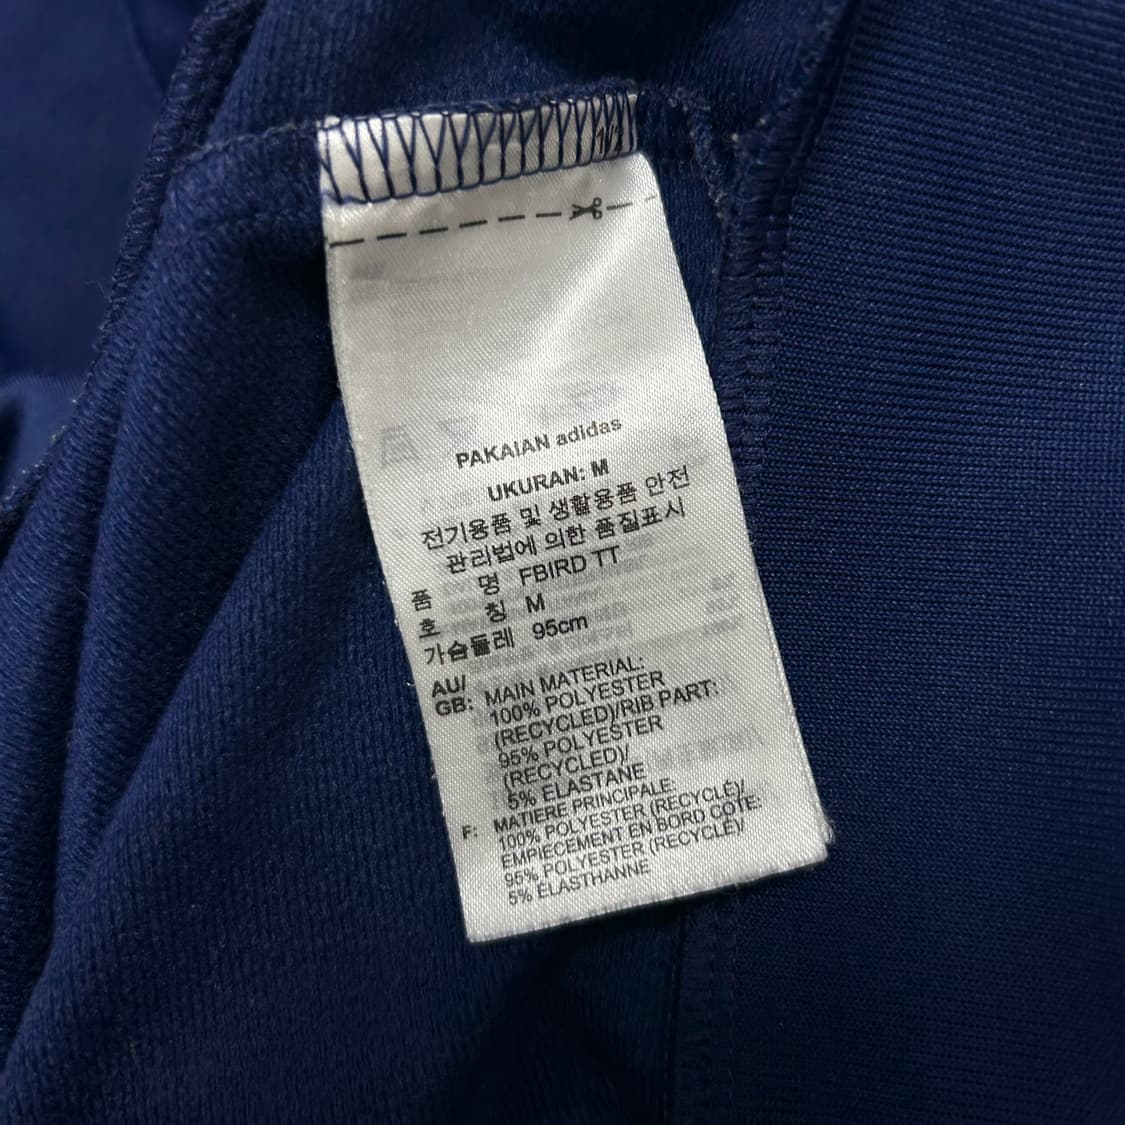 PAKAIAN adidas
UKURAN: M
전기용품 및 생활용품 안전
관리법에 의한 품질표시
품 명 FBIRD TT
호 칭 M
가슴둘레 95cm
AU/
GB: MAIN MATERIAL:
100% POLYESTER
(RECYCLED)/RIB PART:
95% POLYESTER
(RECYCLED)/
5% ELASTANE
F: MATIERE PRINCIPALE:
100% POLYESTER (RECYCLÉ)/
EMPIECEMENT EN BORD COTE:
95% POLYESTER (RECYCLÉ)/
5% ÉLASTHANNE